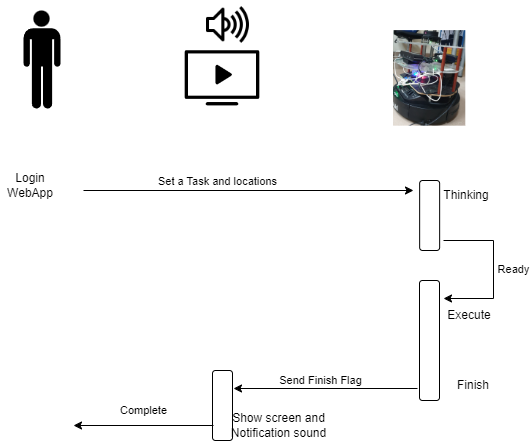 Login
WebApp
Set a Task and locations
Thinking
Ready
Execute
Finish
Send Finish Flag
Show screen and
Notification sound
Complete